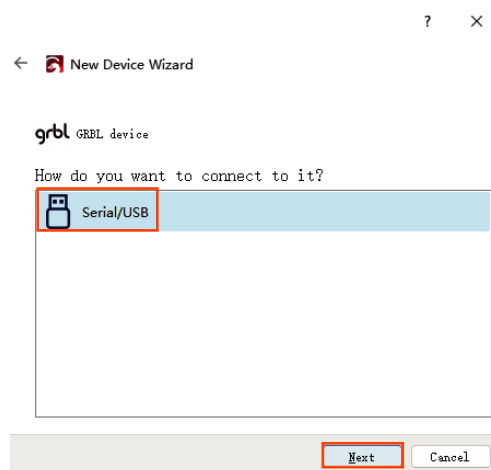 ?
New Device Wizard
grbl GRBL device
How do you want to connect to it?
Serial/USB
Next Cancel